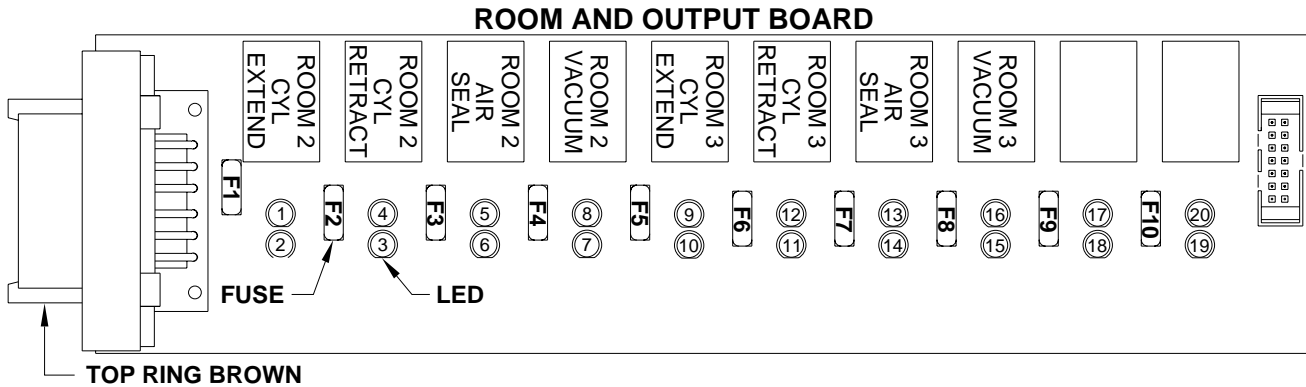 ROOM AND OUTPUT BOARD
ROOM 2
CYL
EXTEND
ROOM 2
CYL
RETRACT
ROOM 2
AIR
SEAL
ROOM 2
VACUUM
ROOM 3
CYL
EXTEND
ROOM 3
CYL
RETRACT
ROOM 3
AIR
SEAL
ROOM 3
VACUUM
F1
F2
F3
F4
F5
F6
F7
F8
F9
F10
1 4 5 8 9 12 13 16 17 20
2 3 6 7 10 11 14 15 18 19
FUSE
LED
TOP RING BROWN